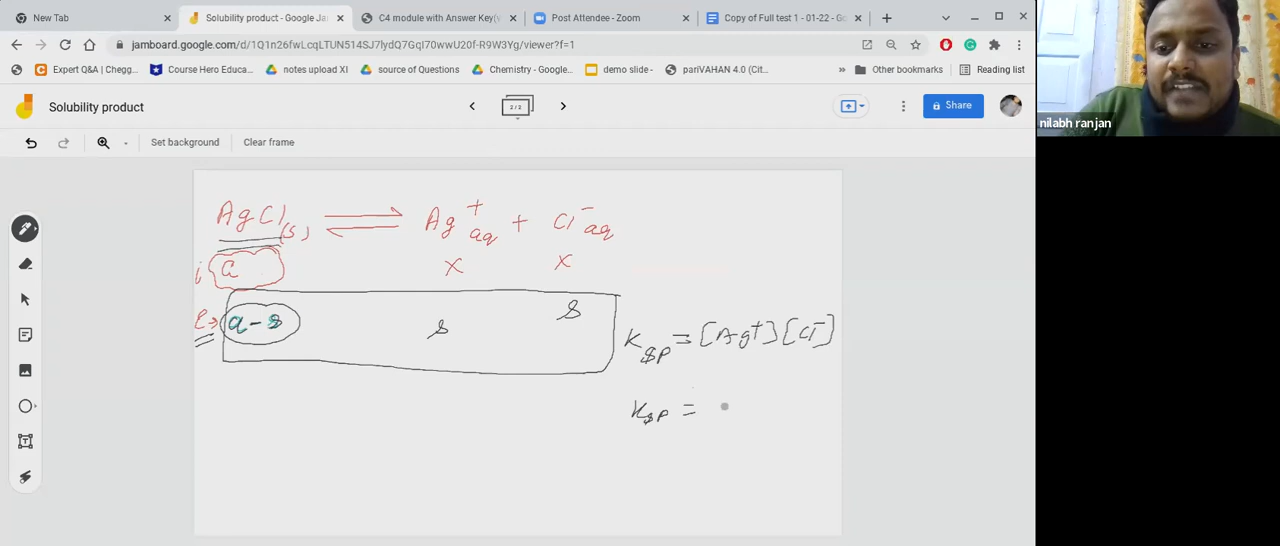 New Tab
Solubility product - Google Ja
C4 module with Answer Key(v
Post Attendee - Zoom
Copy of Full test 1 - 01-22 - Go
jamboard.google.com/d/1Q1n26fwLcqLTUN514SJ7lydQ7GqI70wwU20f-R9W3Yg/viewer?f=1
Expert Q&A | Chegg...
Course Hero Educa...
notes upload XI
source of Questions
Chemistry - Google...
demo slide -
pariVAHAN 4.0 (Cit...
Other bookmarks
Reading list
Solubility product
2/2
Share
nilabh ranjan
Set background
Clear frame
AgCl(s) ⇌ Ag+ aq + Cl- aq
i a x x
a - s s s
Ksp = [Ag+][Cl-]
Ksp =